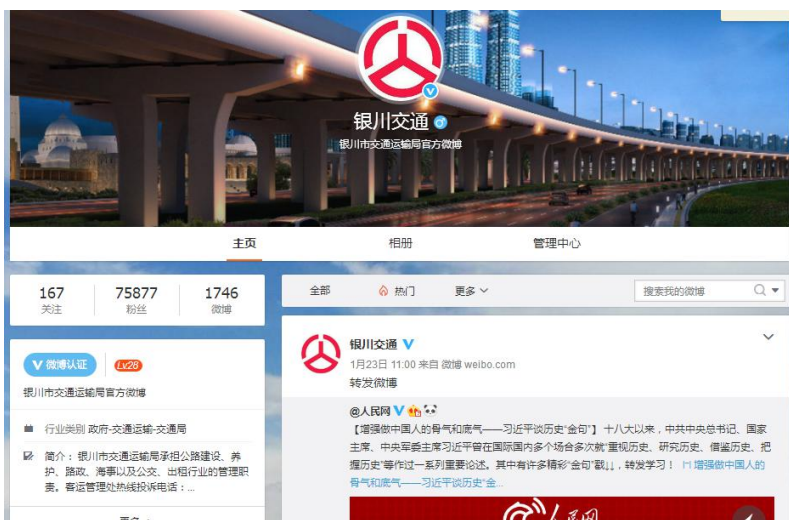 银川交通
银川市交通运输局官方微博
主页
相册
管理中心
167
关注
75877
粉丝
1746
微博
全部
热门
更多
搜索我的微博
V 微博认证
Lv28
银川市交通运输局官方微博
行业类别 政府-交通运输-交通局
简介: 银川市交通运输局承担公路建设、养
护、路政、海事以及公交、出租行业的管理职
责。客运管理处热线投诉电话:...
银川交通
1月23日 11:00 来自 微博 weibo.com
转发微博
@人民网
【增强做中国人的骨气和底气——习近平谈历史“金句”】 十八大以来,中共中央总书记、国家
主席、中央军委主席习近平曾在国际国内多个场合多次就“重视历史、研究历史、借鉴历史、把
握历史”等作过一系列重要论述。其中有许多精彩“金句”戳↓↓,转发学习! 增强做中国人的
骨气和底气——习近平谈历史“金...
人民网